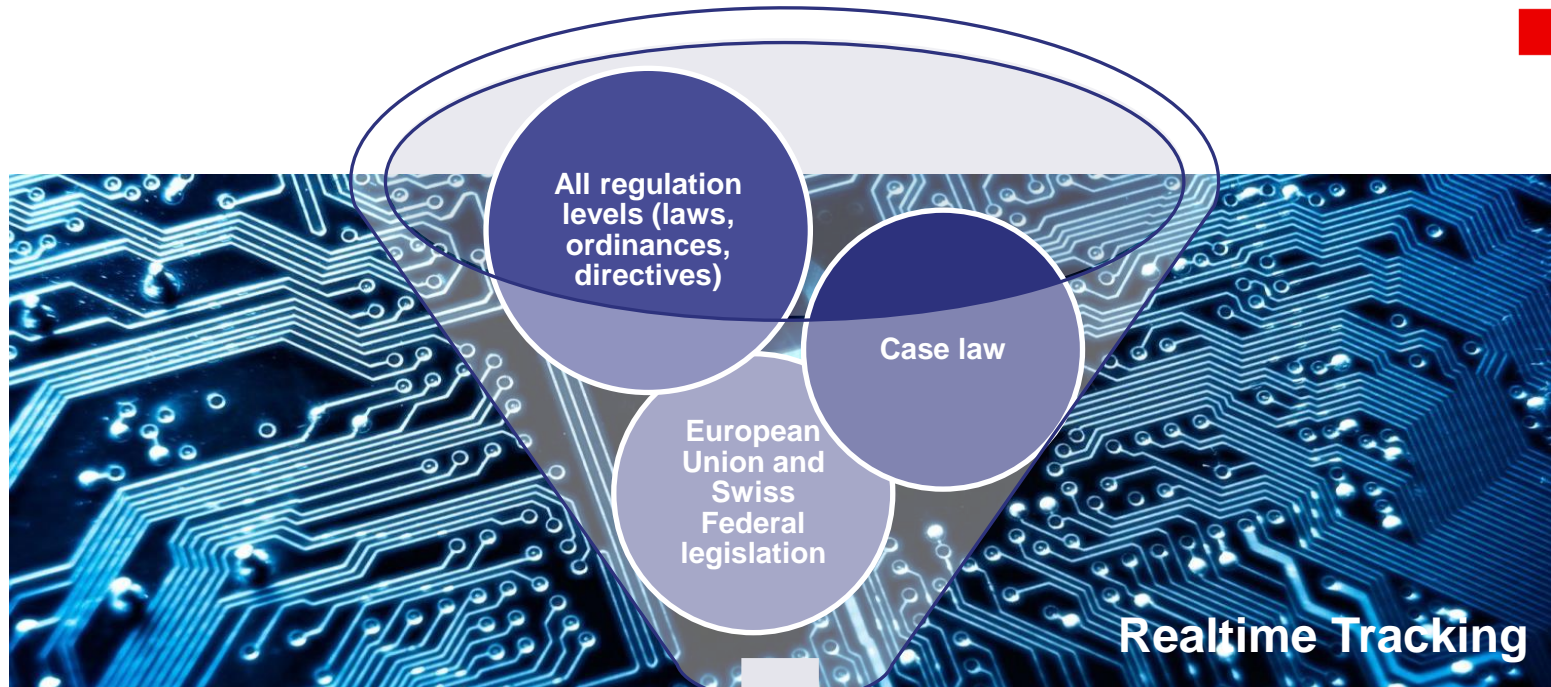 All regulation
levels (laws,
ordinances,
directives)
Case law
European
Union and
Swiss
Federal
legislation
Realtime Tracking